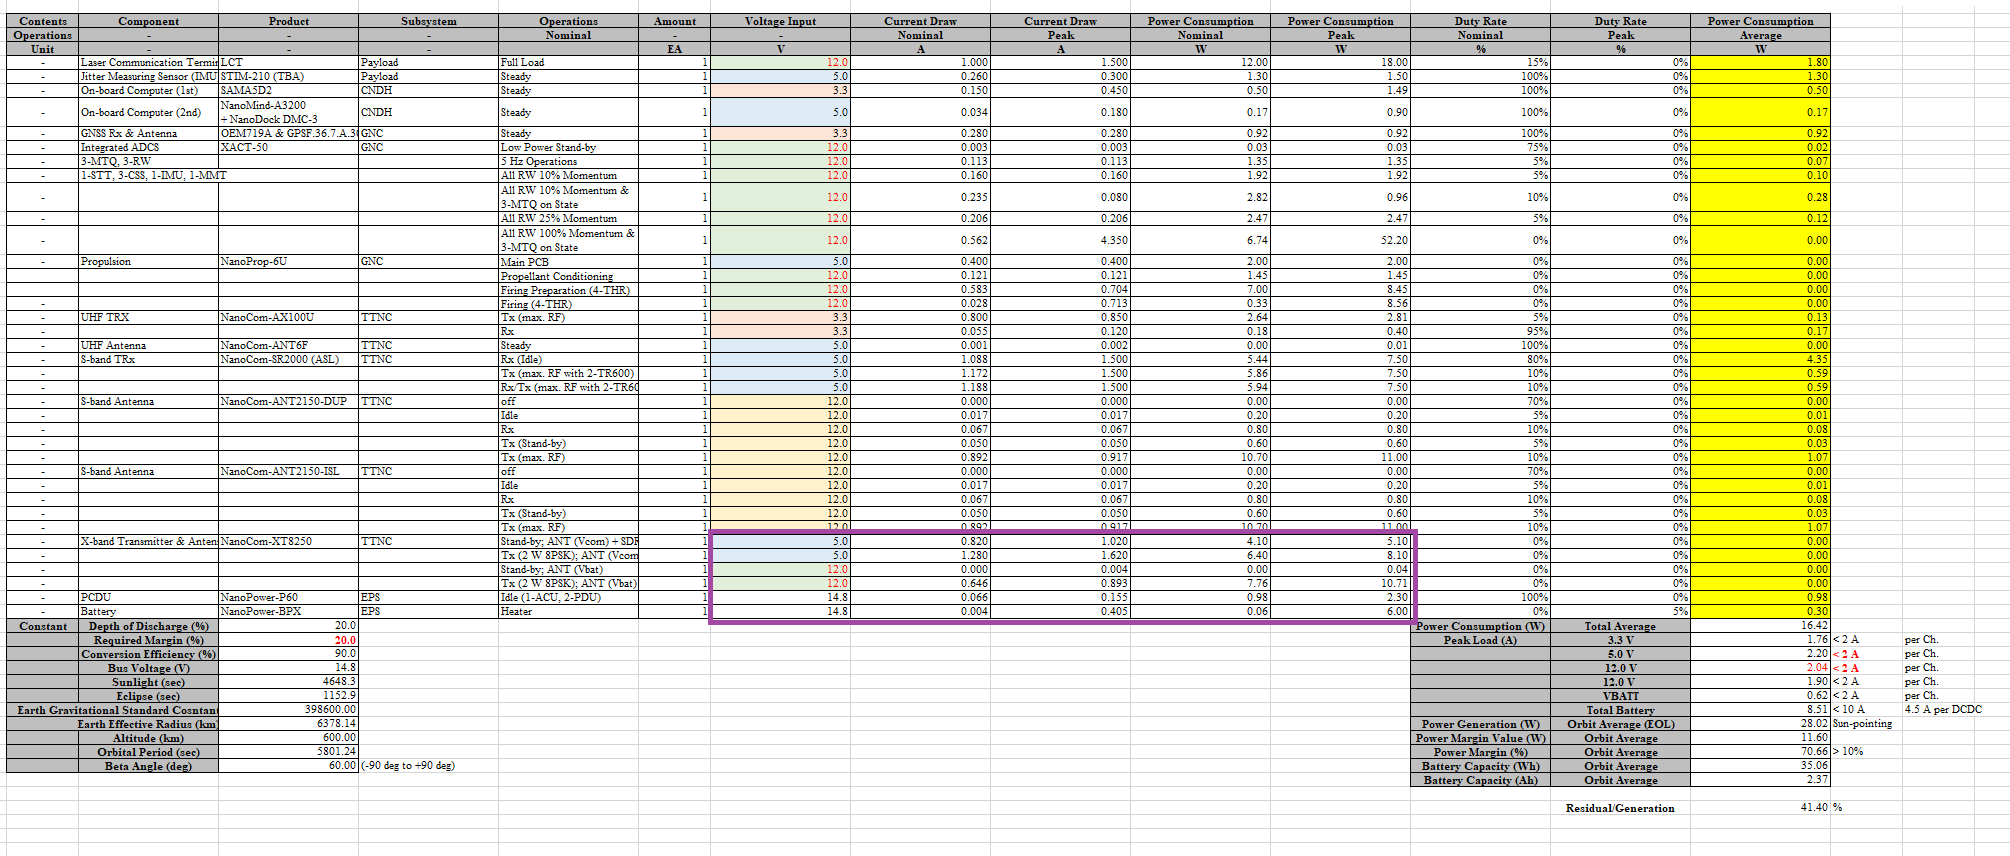 Contents Component Product Subsystem Operations Amount Voltage Input Current Draw Current Draw Power Consumption Power Consumption Duty Rate Duty Rate Power Consumption
Operations - - - Nominal - - Nominal Peak Nominal Peak Nominal Peak Average
Unit - - - EA V A A W W % % W
- Laser Communication Termin LCT Payload Full Load 1 12.0 1.000 1.500 12.00 18.00 15% 0% 1.80
- Jitter Measuring Sensor (IMU STIM-210 (TBA) Payload Steady 1 5.0 0.260 0.300 1.30 1.50 100% 0% 1.30
- On-board Computer (1st) SAMA5D2 CNDH Steady 1 3.3 0.150 0.450 0.50 1.49 100% 0% 0.50
- On-board Computer (2nd) NanoMind-A3200
+ NanoDock DMC-3 CNDH Steady 1 5.0 0.034 0.180 0.17 0.90 100% 0% 0.17
- GNSS Rx & Antenna OEM719A & GPSF.36.7.A.30 GNC Steady 1 3.3 0.280 0.280 0.92 0.92 100% 0% 0.92
- Integrated ADCS XACT-50 GNC Low Power Stand-by 1 12.0 0.003 0.003 0.03 0.03 75% 0% 0.02
- 3-MTQ, 3-RW 5 Hz Operations 1 12.0 0.113 0.113 1.35 1.35 5% 0% 0.07
- 1-STT, 3-CSS, 1-IMU, 1-MMT All RW 10% Momentum 1 12.0 0.160 0.160 1.92 1.92 5% 0% 0.10
- All RW 10% Momentum &
3-MTQ on State 1 12.0 0.235 0.080 2.82 0.96 10% 0% 0.28
- All RW 25% Momentum 1 12.0 0.206 0.206 2.47 2.47 5% 0% 0.12
- All RW 100% Momentum &
3-MTQ on State 1 12.0 0.562 4.350 6.74 52.20 0% 0% 0.00
- Propulsion NanoProp-6U GNC Main PCB 1 5.0 0.400 0.400 2.00 2.00 0% 0% 0.00
Propellant Conditioning 1 12.0 0.121 0.121 1.45 1.45 0% 0% 0.00
Firing Preparation (4-THR) 1 12.0 0.583 0.704 7.00 8.45 0% 0% 0.00
- Firing (4-THR) 1 12.0 0.028 0.713 0.33 8.56 0% 0% 0.00
- UHF TRX NanoCom-AX100U TTNC Tx (max. RF) 1 3.3 0.800 0.850 2.64 2.81 5% 0% 0.13
- Rx 1 3.3 0.055 0.120 0.18 0.40 95% 0% 0.17
- UHF Antenna NanoCom-ANT6F TTNC Steady 1 5.0 0.001 0.002 0.00 0.01 100% 0% 0.00
- S-band TRx NanoCom-SR2000 (ASL) TTNC Rx (Idle) 1 5.0 1.088 1.500 5.44 7.50 80% 0% 4.35
- Tx (max. RF with 2-TR600) 1 5.0 1.172 1.500 5.86 7.50 10% 0% 0.59
- Rx/Tx (max. RF with 2-TR60 1 5.0 1.188 1.500 5.94 7.50 10% 0% 0.59
- S-band Antenna NanoCom-ANT2150-DUP TTNC off 1 12.0 0.000 0.000 0.00 0.00 70% 0% 0.00
- Idle 1 12.0 0.017 0.017 0.20 0.20 5% 0% 0.01
- Rx 1 12.0 0.067 0.067 0.80 0.80 10% 0% 0.08
- Tx (Stand-by) 1 12.0 0.050 0.050 0.60 0.60 5% 0% 0.03
- Tx (max. RF) 1 12.0 0.892 0.917 10.70 11.00 10% 0% 1.07
- S-band Antenna NanoCom-ANT2150-ISL TTNC off 1 12.0 0.000 0.000 0.00 0.00 70% 0% 0.00
- Idle 1 12.0 0.017 0.017 0.20 0.20 5% 0% 0.01
- Rx 1 12.0 0.067 0.067 0.80 0.80 10% 0% 0.08
- Tx (Stand-by) 1 12.0 0.050 0.050 0.60 0.60 5% 0% 0.03
- Tx (max. RF) 1 12.0 0.892 0.917 10.70 11.00 10% 0% 1.07
- X-band Transmitter & Anten NanoCom-XT8250 TTNC Stand-by; ANT (Vcom) + SDR 1 5.0 0.820 1.020 4.10 5.10 0% 0% 0.00
- Tx (2 W 8PSK); ANT (Vcom 1 5.0 1.280 1.620 6.40 8.10 0% 0% 0.00
- Stand-by; ANT (Vbat) 1 12.0 0.000 0.004 0.00 0.04 0% 0% 0.00
- Tx (2 W 8PSK); ANT (Vbat) 1 12.0 0.646 0.893 7.76 10.71 0% 0% 0.00
- PCDU NanoPower-P60 EPS Idle (1-ACU, 2-PDU) 1 14.8 0.066 0.155 0.98 2.30 100% 0% 0.98
- Battery NanoPower-BPX EPS Heater 1 14.8 0.004 0.405 0.06 6.00 0% 5% 0.30
Constant Depth of Discharge (%) 20.0 Power Consumption (W) Total Average 16.42
Required Margin (%) 20.0 Peak Load (A) 3.3 V 1.76 < 2 A per Ch.
Conversion Efficiency (%) 90.0 5.0 V 2.20 < 2 A per Ch.
Bus Voltage (V) 14.8 12.0 V 2.04 < 2 A per Ch.
Sunlight (sec) 4648.3 12.0 V 1.90 < 2 A per Ch.
Eclipse (sec) 1152.9 VBATT 0.62 < 2 A per Ch.
Earth Gravitational Standard Cosntan 398600.00 Total Battery 8.51 < 10 A 4.5 A per DCDC
Earth Effective Radius (km) 6378.14 Power Generation (W) Orbit Average (EOL) 28.02 Sun-pointing
Altitude (km) 600.00 Power Margin Value (W) Orbit Average 11.60
Orbital Period (sec) 5801.24 Power Margin (%) Orbit Average 70.66 > 10%
Beta Angle (deg) 60.00 (-90 deg to +90 deg) Battery Capacity (Wh) Orbit Average 35.06
Battery Capacity (Ah) Orbit Average 2.37
Residual/Generation 41.40 %